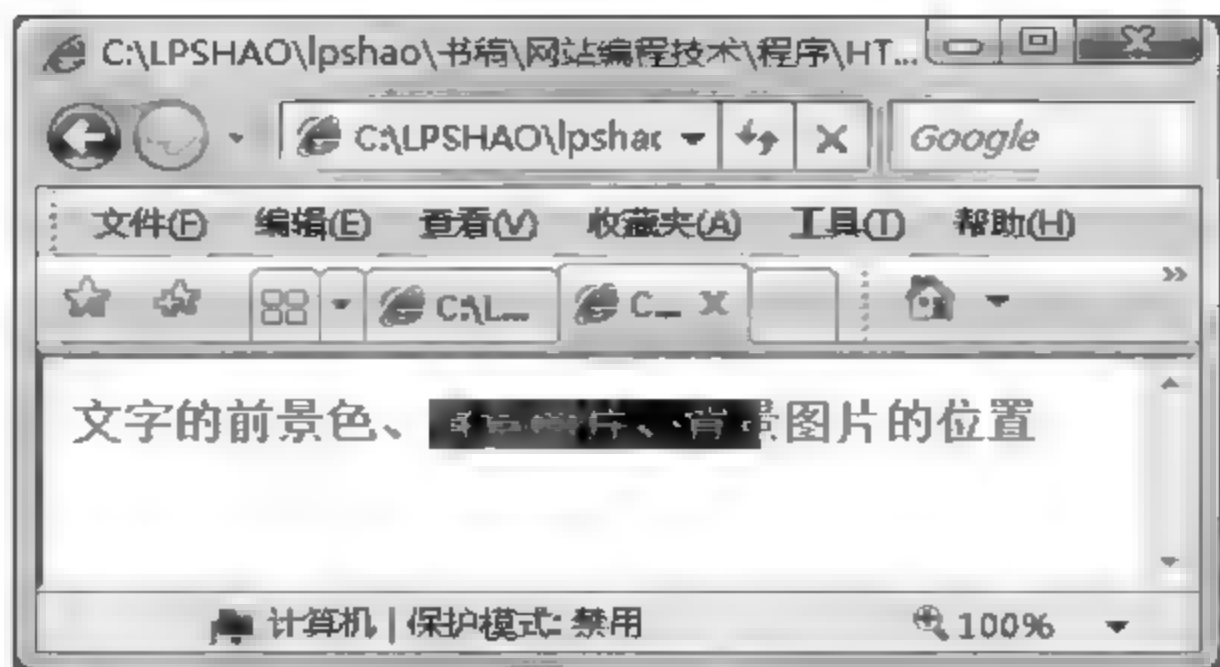 C:\LPSHAO\lpshao\书稿\网站编程技术\程序\HT...
C:\LPSHAO\lpshac
Google
文件(F) 编辑(E) 查看(V) 收藏夹(A) 工具(T) 帮助(H)
C:\L... C...
文字的前景色、 、背景图片的位置
计算机 | 保护模式: 禁用 100%